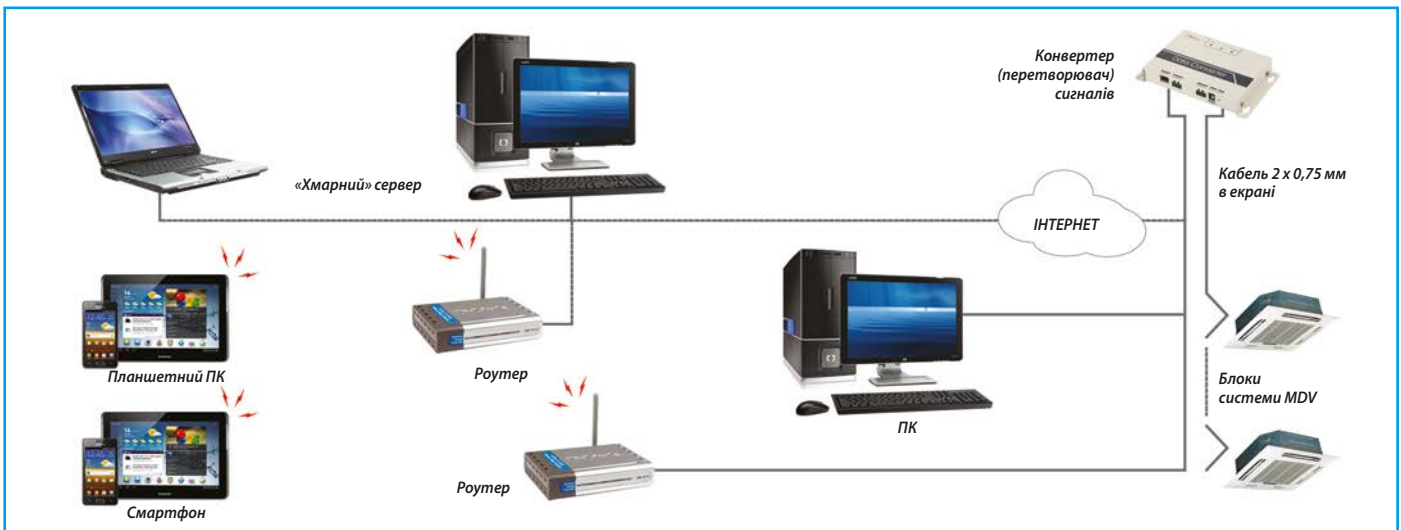 Конвертер
(перетворювач)
сигналів
«Хмарний» сервер
Кабель 2 x 0,75 мм
в екрані
ІНТЕРНЕТ
Планшетний ПК
Роутер
Блоки
системи MDV
ПК
Роутер
Смартфон